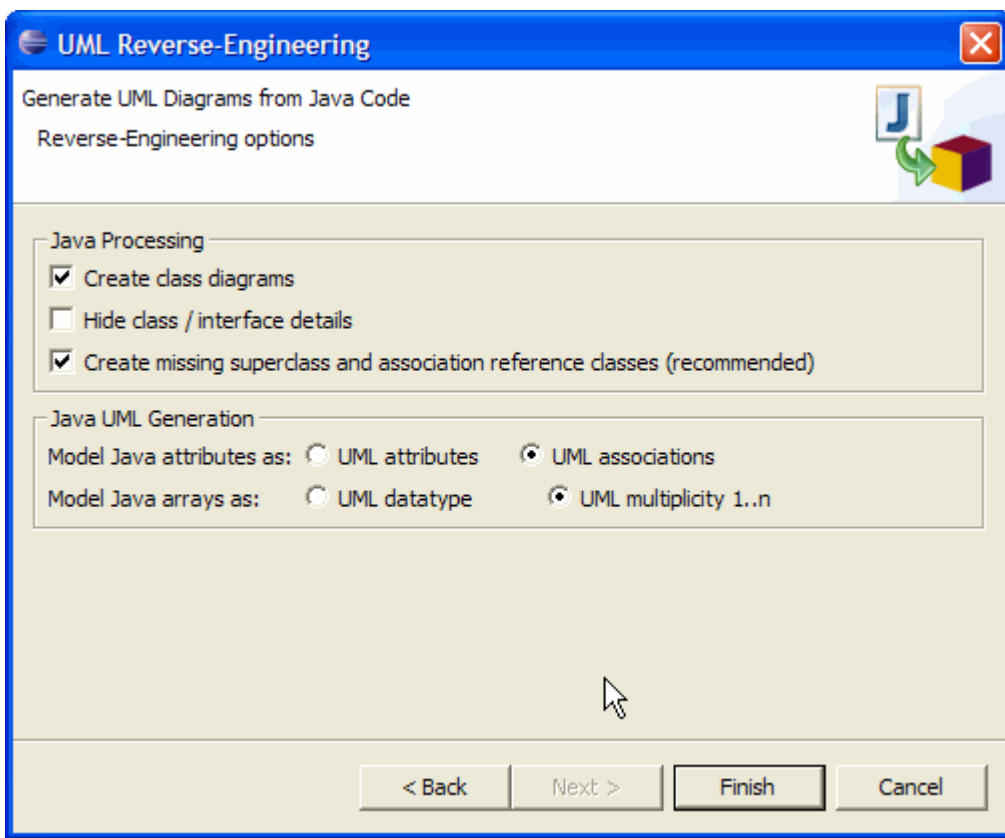 UML Reverse-Engineering
Generate UML Diagrams from Java Code
Reverse-Engineering options
J
Java Processing
Create class diagrams
Hide class / interface details
Create missing superclass and association reference classes (recommended)
Java UML Generation
Model Java attributes as: UML attributes UML associations
Model Java arrays as: UML datatype UML multiplicity 1..n
< Back Next > Finish Cancel